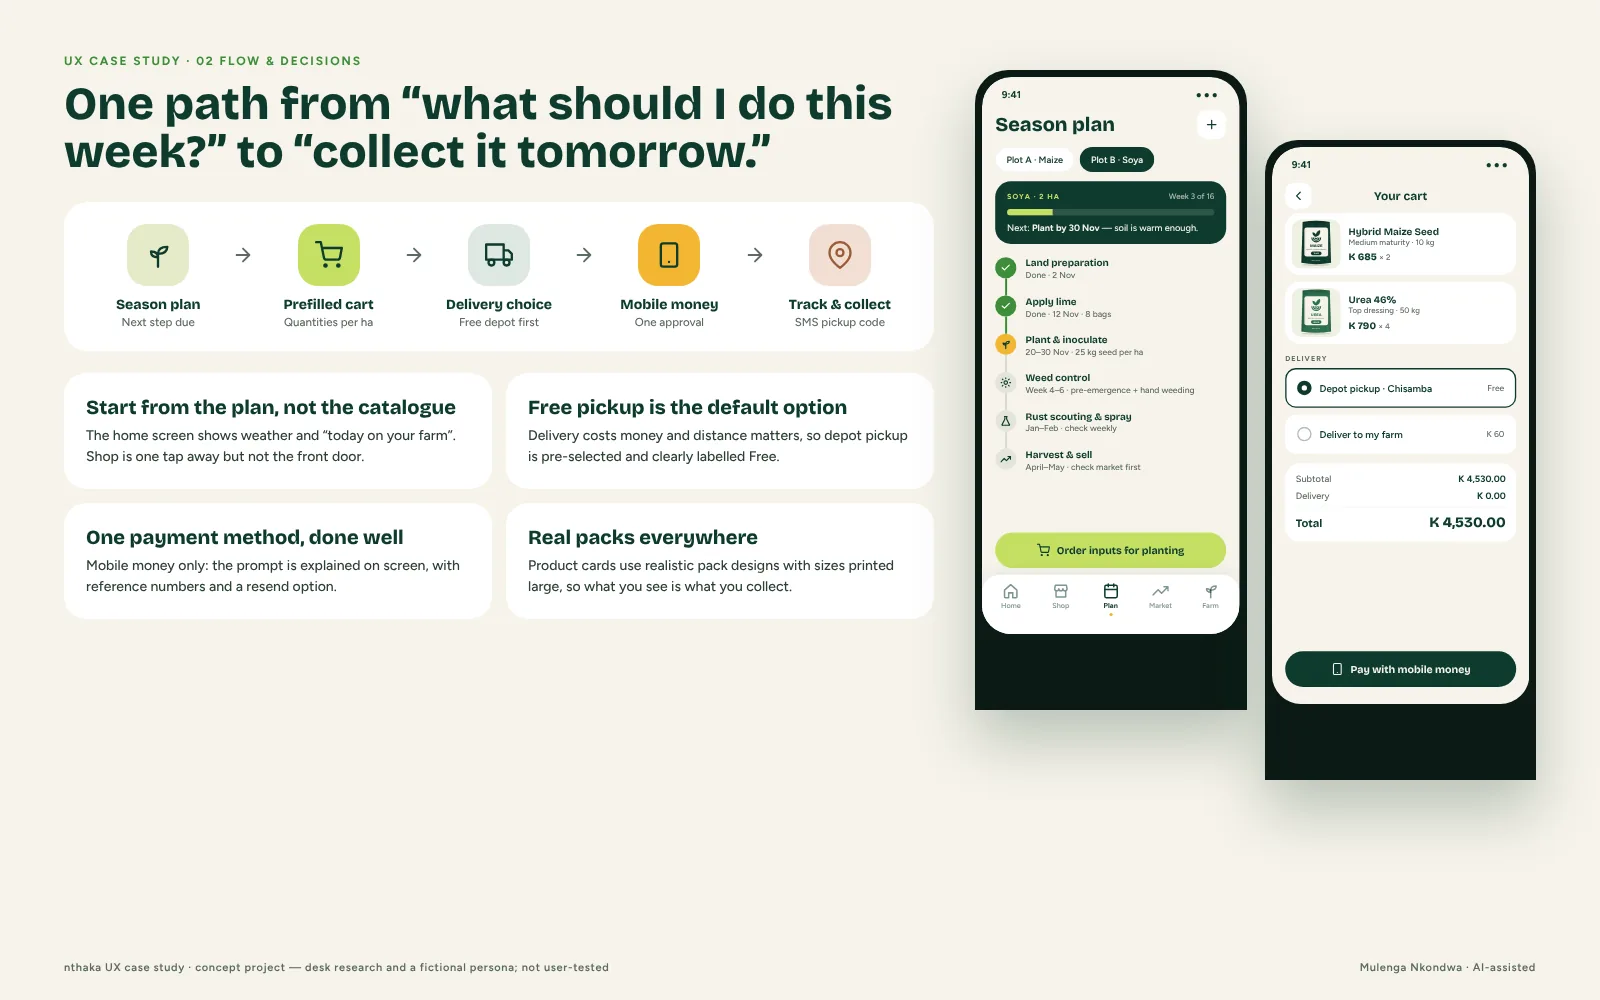 UX CASE STUDY · 02 FLOW & DECISIONS
One path from “what should I do this
week?” to “collect it tomorrow.”
Season plan
Next step due
Prefilled cart
Quantities per ha
Delivery choice
Free depot first
Mobile money
One approval
Track & collect
SMS pickup code
Start from the plan, not the catalogue
The home screen shows weather and “today on your farm”.
Shop is one tap away but not the front door.
Free pickup is the default option
Delivery costs money and distance matters, so depot pickup
is pre-selected and clearly labelled Free.
One payment method, done well
Mobile money only: the prompt is explained on screen, with
reference numbers and a resend option.
Real packs everywhere
Product cards use realistic pack designs with sizes printed
large, so what you see is what you collect.
9:41
Season plan
Plot A · Maize
Plot B · Soya
SOYA · 2 HA
Week 3 of 16
Next: Plant by 30 Nov — soil is warm enough.
Land preparation
Done · 2 Nov
Apply lime
Done · 12 Nov · 8 bags
Plant & inoculate
20–30 Nov · 25 kg seed per ha
Weed control
Week 4–6 · pre-emergence + hand weeding
Rust scouting & spray
Jan–Feb · check weekly
Harvest & sell
April–May · check market first
Order inputs for planting
Home
Shop
Plan
Market
Farm
9:41
Your cart
MAIZE
Hybrid Maize Seed
Medium maturity · 10 kg
K 685 × 2
UREA
Urea 46%
Top dressing · 50 kg
K 790 × 4
DELIVERY
Depot pickup · Chisamba
Free
Deliver to my farm
K 60
Subtotal
K 4,530.00
Delivery
K 0.00
Total
K 4,530.00
Pay with mobile money
nthaka UX case study · concept project — desk research and a fictional persona; not user-tested
Mulenga Nkondwa · AI-assisted